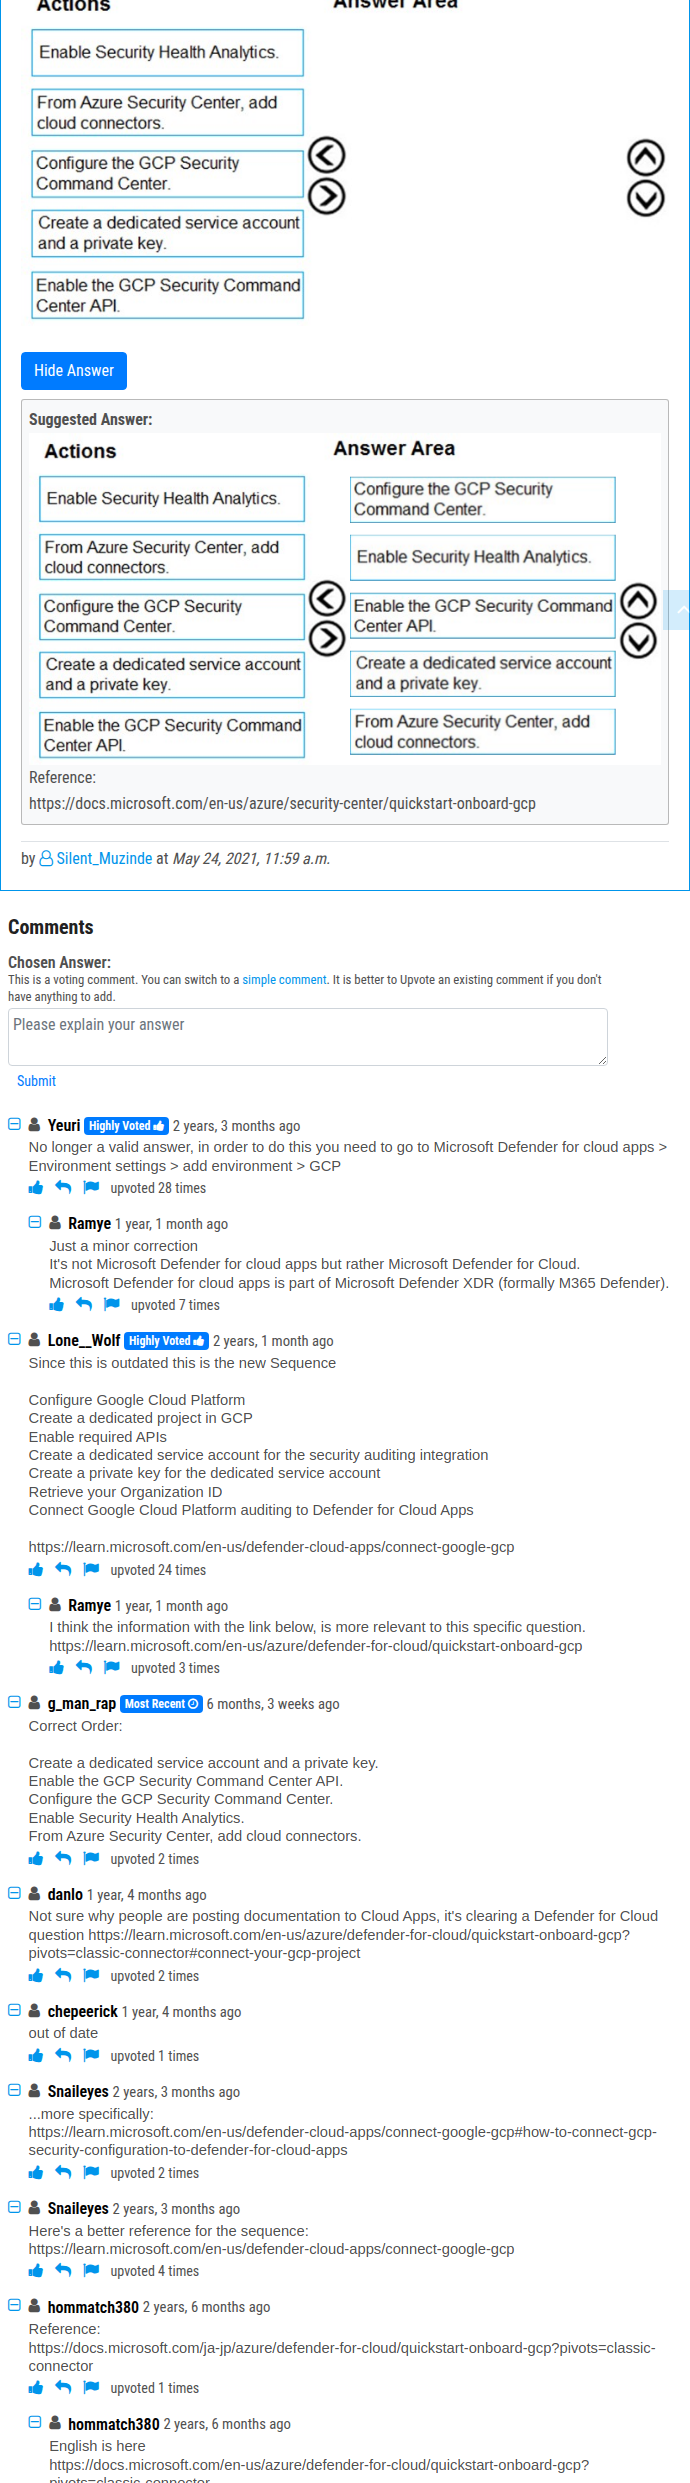 Actions
Answer Area
Enable Security Health Analytics.
From Azure Security Center, add
cloud connectors.
Configure the GCP Security
Command Center.
Create a dedicated service account
and a private key.
Enable the GCP Security Command
Center API.
Hide Answer
Suggested Answer:
Actions
Answer Area
Enable Security Health Analytics.
From Azure Security Center, add
cloud connectors.
Configure the GCP Security
Command Center.
Create a dedicated service account
and a private key.
Enable the GCP Security Command
Center API.
Configure the GCP Security
Command Center.
Enable Security Health Analytics.
Enable the GCP Security Command
Center API.
Create a dedicated service account
and a private key.
From Azure Security Center, add
cloud connectors.
Reference:
https://docs.microsoft.com/en-us/azure/security-center/quickstart-onboard-gcp
by Silent_Muzinde at May 24, 2021, 11:59 a.m.
Comments
Chosen Answer:
This is a voting comment. You can switch to a simple comment. It is better to Upvote an existing comment if you don't
have anything to add.
Please explain your answer
Submit
Yeuri Highly Voted 2 years, 3 months ago
No longer a valid answer, in order to do this you need to go to Microsoft Defender for cloud apps >
Environment settings > add environment > GCP
upvoted 28 times
Ramye 1 year, 1 month ago
Just a minor correction
It's not Microsoft Defender for cloud apps but rather Microsoft Defender for Cloud.
Microsoft Defender for cloud apps is part of Microsoft Defender XDR (formally M365 Defender).
upvoted 7 times
Lone__Wolf Highly Voted 2 years, 1 month ago
Since this is outdated this is the new Sequence
Configure Google Cloud Platform
Create a dedicated project in GCP
Enable required APIs
Create a dedicated service account for the security auditing integration
Create a private key for the dedicated service account
Retrieve your Organization ID
Connect Google Cloud Platform auditing to Defender for Cloud Apps
https://learn.microsoft.com/en-us/defender-cloud-apps/connect-google-gcp
upvoted 24 times
Ramye 1 year, 1 month ago
I think the information with the link below, is more relevant to this specific question.
https://learn.microsoft.com/en-us/azure/defender-for-cloud/quickstart-onboard-gcp
upvoted 3 times
g_man_rap Most Recent 6 months, 3 weeks ago
Correct Order:
Create a dedicated service account and a private key.
Enable the GCP Security Command Center API.
Configure the GCP Security Command Center.
Enable Security Health Analytics.
From Azure Security Center, add cloud connectors.
upvoted 2 times
danlo 1 year, 4 months ago
Not sure why people are posting documentation to Cloud Apps, it's clearing a Defender for Cloud
question https://learn.microsoft.com/en-us/azure/defender-for-cloud/quickstart-onboard-gcp?
pivots=classic-connector#connect-your-gcp-project
upvoted 2 times
chepeerick 1 year, 4 months ago
out of date
upvoted 1 times
Snaileyes 2 years, 3 months ago
...more specifically:
https://learn.microsoft.com/en-us/defender-cloud-apps/connect-google-gcp#how-to-connect-gcp-
security-configuration-to-defender-for-cloud-apps
upvoted 2 times
Snaileyes 2 years, 3 months ago
Here's a better reference for the sequence:
https://learn.microsoft.com/en-us/defender-cloud-apps/connect-google-gcp
upvoted 4 times
hommatch380 2 years, 6 months ago
Reference:
https://docs.microsoft.com/ja-jp/azure/defender-for-cloud/quickstart-onboard-gcp?pivots=classic-
connector
upvoted 1 times
hommatch380 2 years, 6 months ago
English is here
https://docs.microsoft.com/en-us/azure/defender-for-cloud/quickstart-onboard-gcp?
pivots=classic-connector